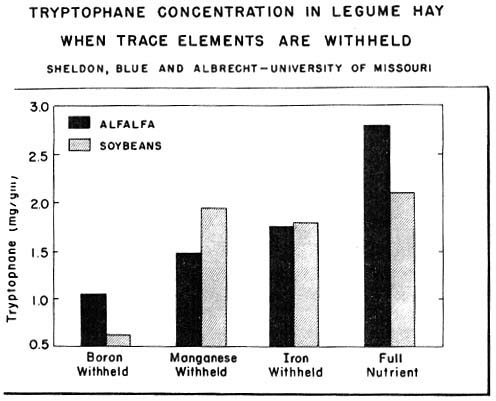 TRYPTOPHANE CONCENTRATION IN LEGUME HAY
WHEN TRACE ELEMENTS ARE WITHHELD
SHELDON, BLUE AND ALBRECHT—UNIVERSITY OF MISSOURI
ALFALFA
SOYBEANS
Tryptophane (mg/gm)
3.0
2.5
2.0
1.5
1.0
0.5
Boron
Withheld
Manganese
Withheld
Iron
Withheld
Full
Nutrient